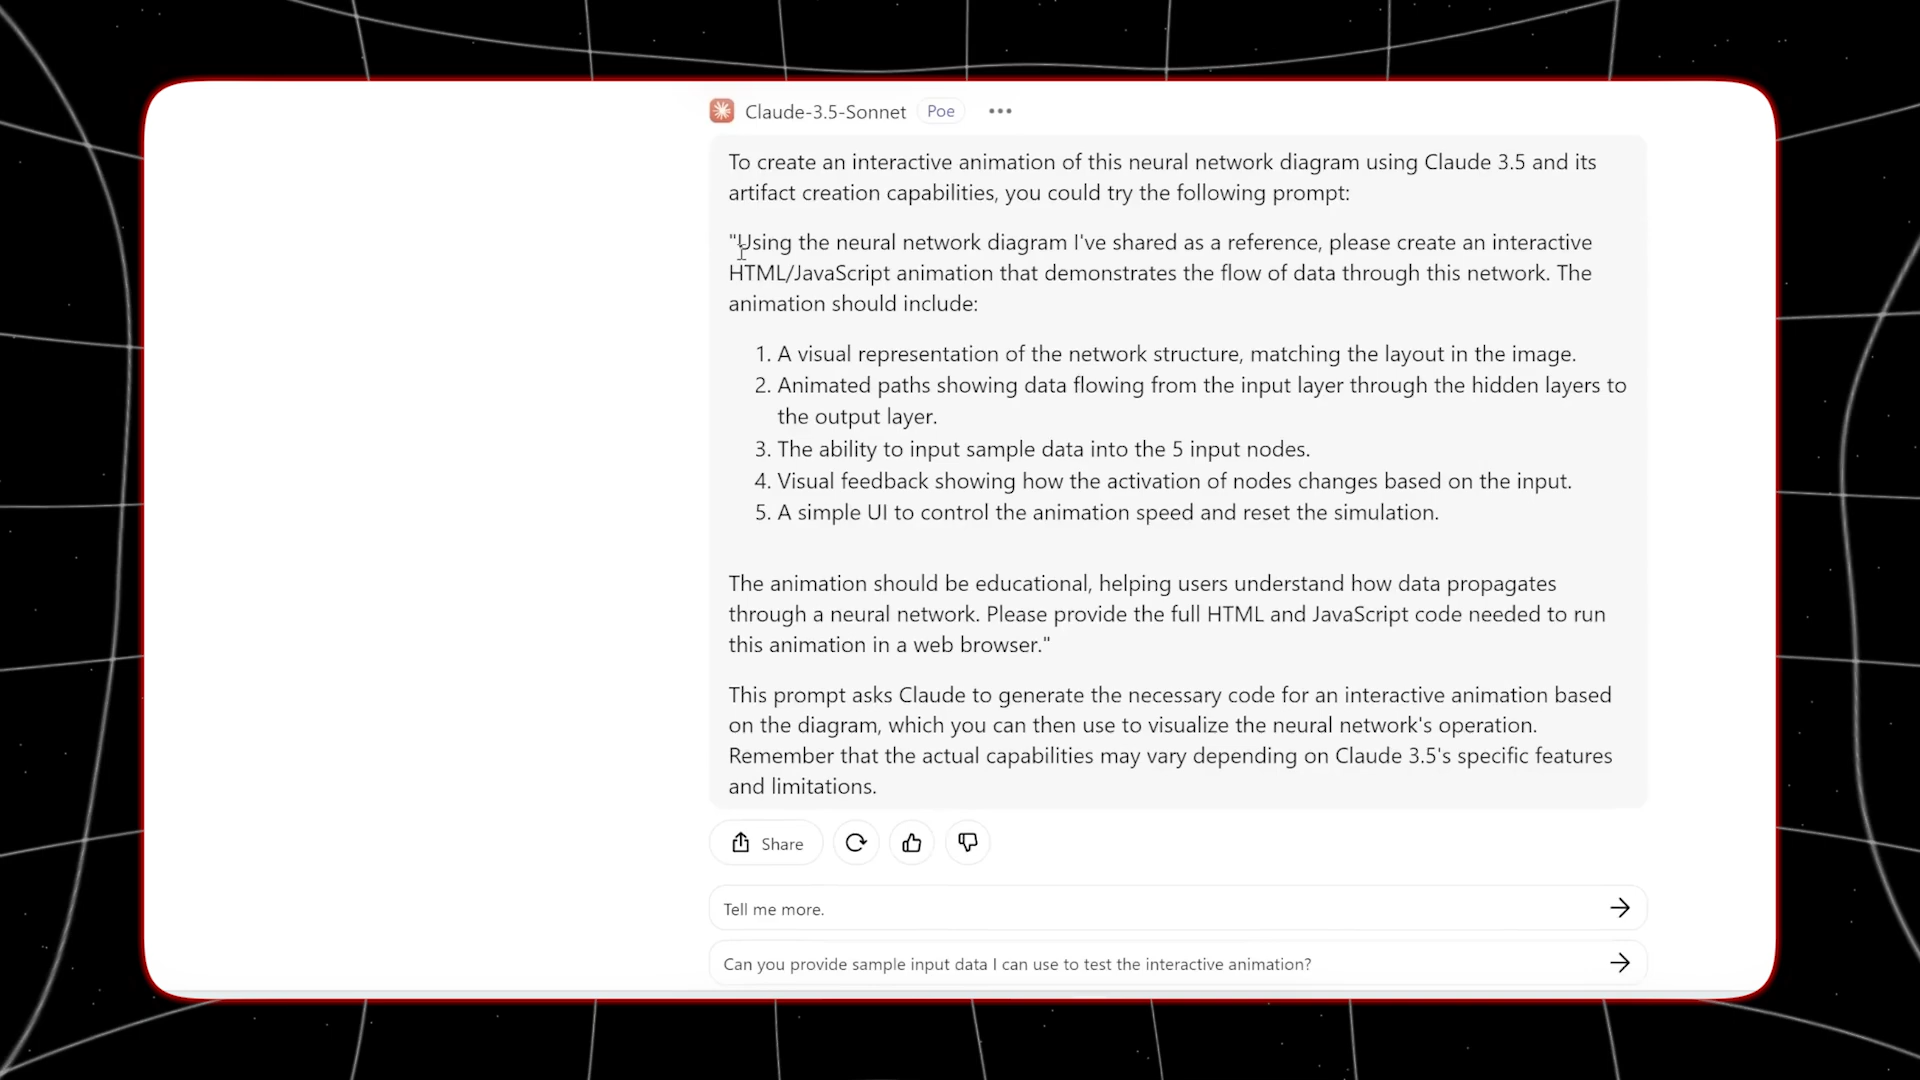 Claude-3.5-Sonnet Poe
To create an interactive animation of this neural network diagram using Claude 3.5 and its
artifact creation capabilities, you could try the following prompt:
"Using the neural network diagram I've shared as a reference, please create an interactive
HTML/JavaScript animation that demonstrates the flow of data through this network. The
animation should include:
1. A visual representation of the network structure, matching the layout in the image.
2. Animated paths showing data flowing from the input layer through the hidden layers to
the output layer.
3. The ability to input sample data into the 5 input nodes.
4. Visual feedback showing how the activation of nodes changes based on the input.
5. A simple UI to control the animation speed and reset the simulation.
The animation should be educational, helping users understand how data propagates
through a neural network. Please provide the full HTML and JavaScript code needed to run
this animation in a web browser."
This prompt asks Claude to generate the necessary code for an interactive animation based
on the diagram, which you can then use to visualize the neural network's operation.
Remember that the actual capabilities may vary depending on Claude 3.5's specific features
and limitations.
Share
Tell me more.
Can you provide sample input data I can use to test the interactive animation?